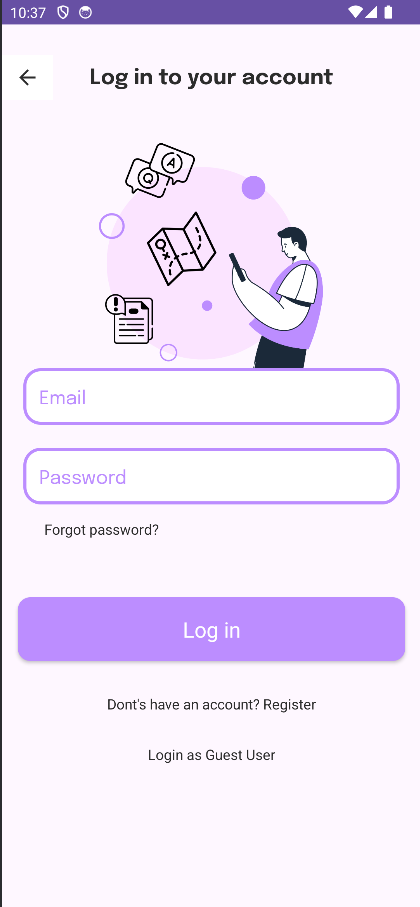 10:37
Log in to your account
Q A
Email
Password
Forgot password?
Log in
Dont's have an account? Register
Login as Guest User